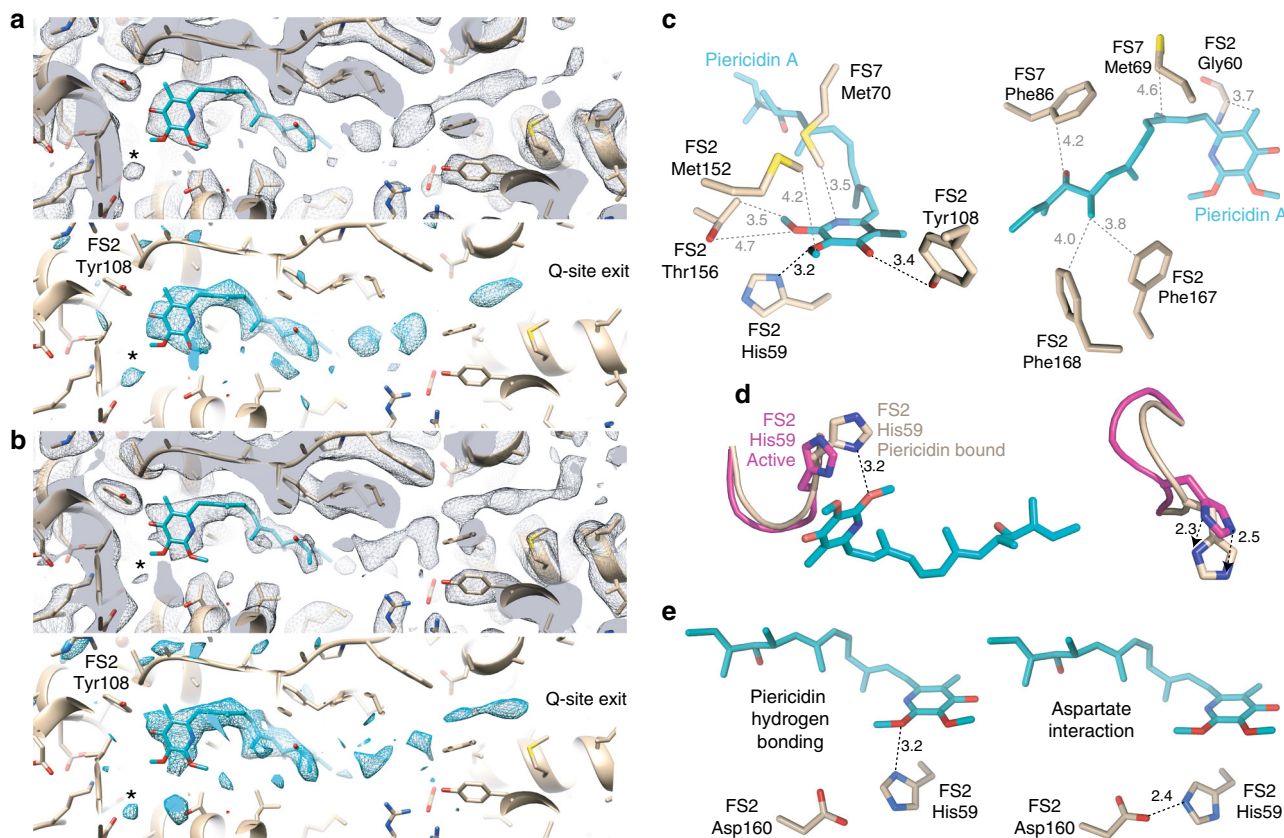 a
*
FS2
Tyr108
Q-site exit
*
b
*
FS2
Tyr108
Q-site exit
*
c
Piericidin A
FS7
Met70
FS2
Met152
4.2
3.5
3.5
4.7
FS2
Thr156
FS2
Tyr108
3.2
3.4
FS2
His59
FS7
Phe86
FS7
Met69
FS2
Gly60
4.6
3.7
4.2
Piericidin A
4.0
3.8
FS2
Phe167
FS2
Phe168
d
FS2
His59
Active
FS2
His59
Piericidin bound
3.2
2.3
2.5
e
Piericidin
hydrogen
bonding
3.2
FS2
His59
FS2
Asp160
Aspartate
interaction
2.4
FS2
His59
FS2
Asp160